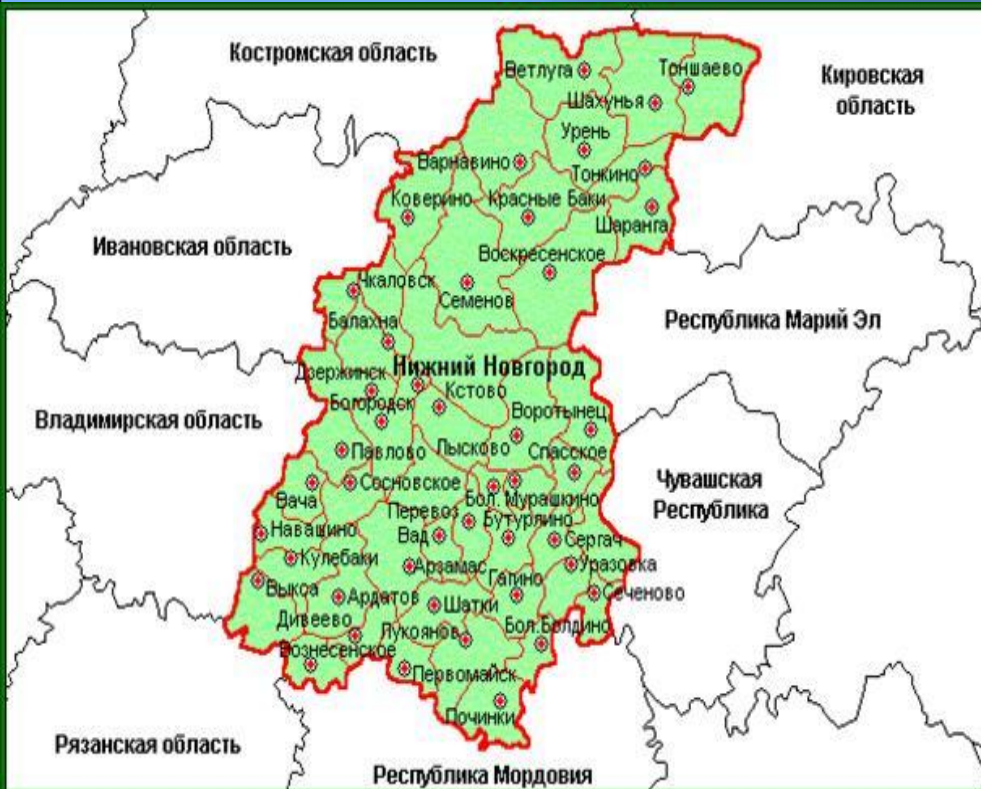 Костромская область
Кировская
область
Ветлуга
Тоншаево
Шахунья
Урень
Варнавино
Тонкино
Коверино
Красные Баки
Шаранга
Ивановская область
Воскресенское
Чкаловск
Семенов
Республика Марий Эл
Балахна
Нижний Новгород
Дзержинск
Кстово
Богородск
Воротынец
Владимирская область
Павлово
Лысково
Спасское
Чувашская
Республика
Вача
Сосновское
Бол. Мурашкино
Перевоз
Бутурлино
Навашино
Вад
Сергач
Кулебаки
Арзамас
Уразовка
Гагино
Выкса
Ардатов
Шатки
Сеченово
Дивеево
Лукоянов
Бол.Болдино
Вознесенское
Первомайск
Починки
Рязанская область
Республика Мордовия